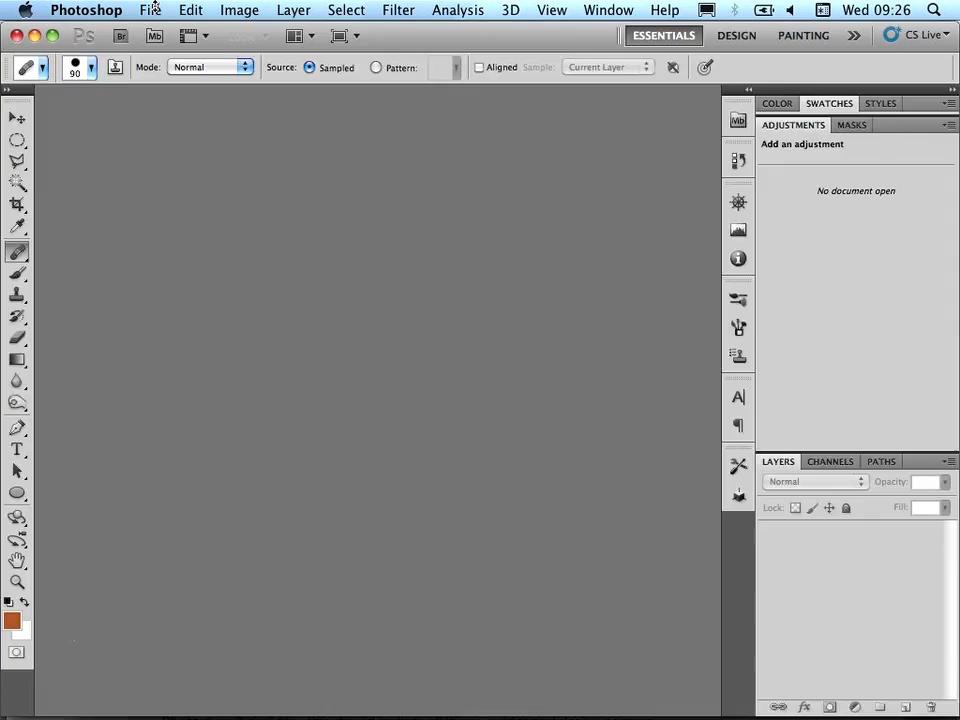 Photoshop File Edit Image Layer Select Filter Analysis 3D View Window Help Wed 09:26
Ps Br Mb ESSENTIALS DESIGN PAINTING CS Live
90 Mode: Normal Source: Sampled Pattern: Aligned Sample: Current Layer
COLOR SWATCHES STYLES
Mb
ADJUSTMENTS MASKS
Add an adjustment
No document open
A
T
LAYERS CHANNELS PATHS
Normal Opacity:
Lock: Fill:
fx